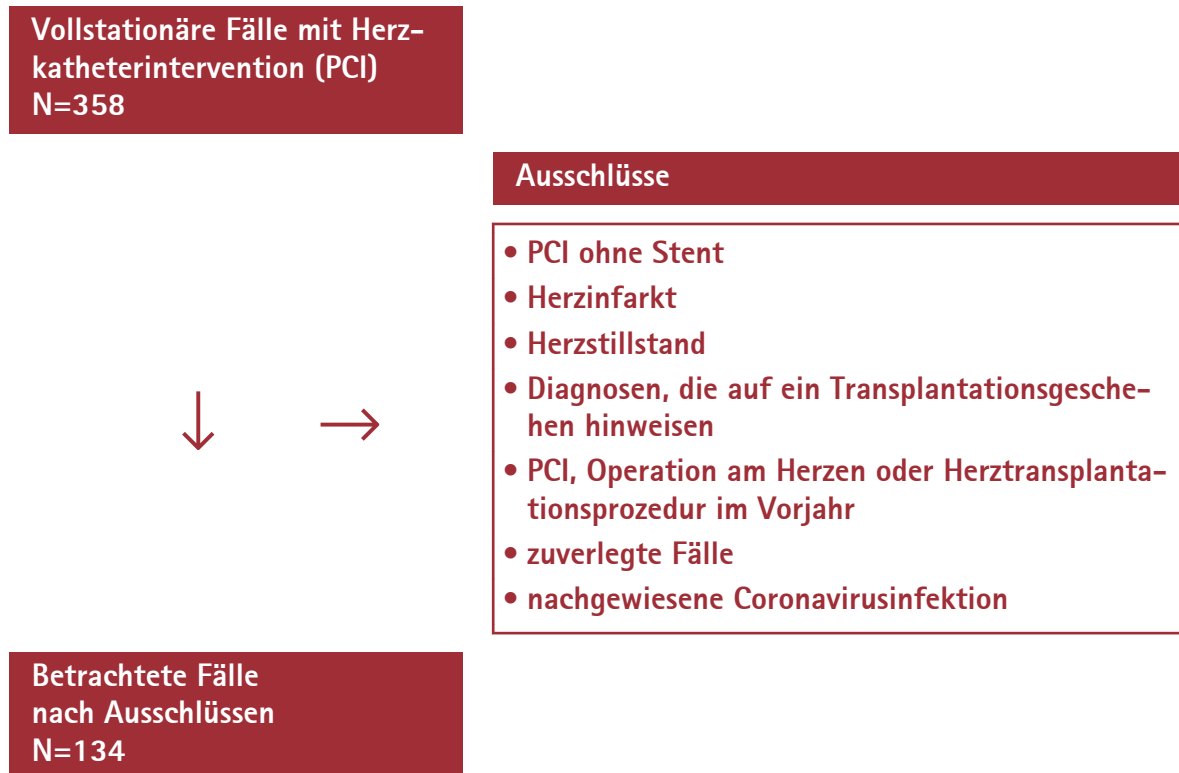 Vollstationäre Fälle mit Herz-
katheterintervention (PCI)
N=358
Ausschlüsse
• PCI ohne Stent
• Herzinfarkt
• Herzstillstand
• Diagnosen, die auf ein Transplantationsgesche-
hen hinweisen
• PCI, Operation am Herzen oder Herztransplanta-
tionsprozedur im Vorjahr
• zuverlegte Fälle
• nachgewiesene Coronavirusinfektion
Betrachtete Fälle
nach Ausschlüssen
N=134